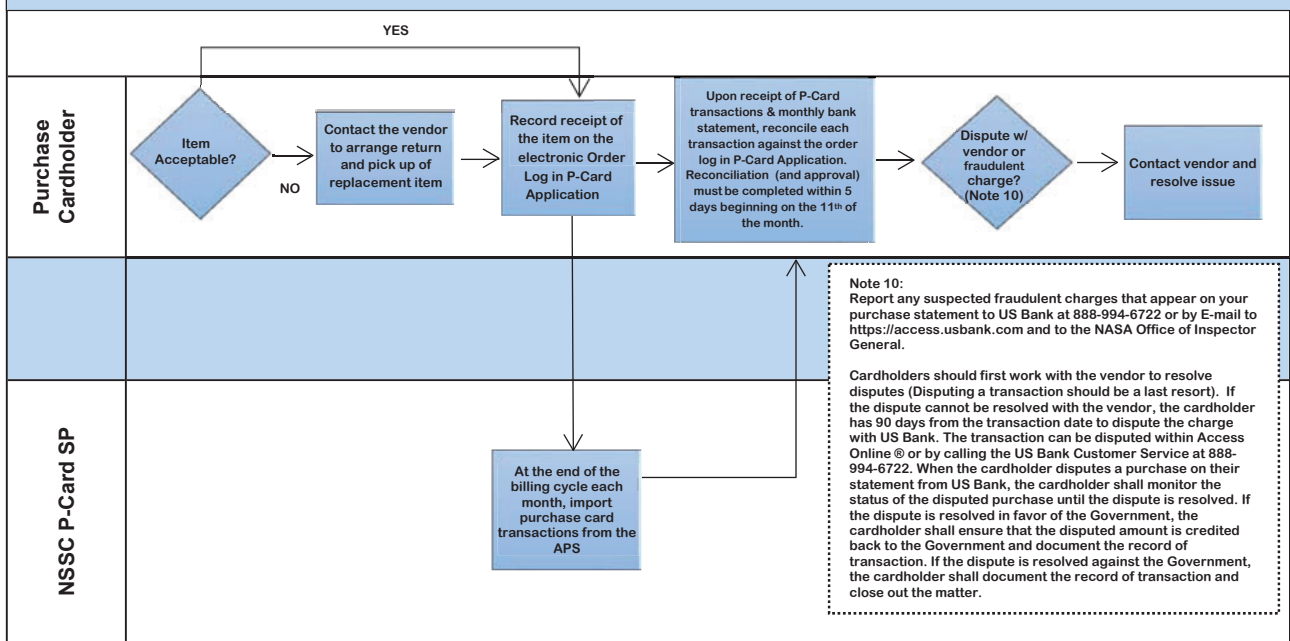 YES
Purchase
Cardholder
Item
Acceptable?
NO
Contact the vendor
to arrange return
and pick up of
replacement item
Record receipt of
the item on the
electronic Order
Log in P-Card
Application
Upon receipt of P-Card
transactions & monthly bank
statement, reconcile each
transaction against the order
log in P-Card Application.
Reconciliation (and approval)
must be completed within 5
days beginning on the 11th of
the month.
Dispute w/
vendor or
fraudulent
charge?
(Note 10)
Contact vendor and
resolve issue
Note 10:
Report any suspected fraudulent charges that appear on your
purchase statement to US Bank at 888-994-6722 or by E-mail to
https://access.usbank.com and to the NASA Office of Inspector
General.
Cardholders should first work with the vendor to resolve
disputes (Disputing a transaction should be a last resort). If
the dispute cannot be resolved with the vendor, the cardholder
has 90 days from the transaction date to dispute the charge
with US Bank. The transaction can be disputed within Access
Online ® or by calling the US Bank Customer Service at 888-
994-6722. When the cardholder disputes a purchase on their
statement from US Bank, the cardholder shall monitor the
status of the disputed purchase until the dispute is resolved. If
the dispute is resolved in favor of the Government, the
cardholder shall ensure that the disputed amount is credited
back to the Government and document the record of
transaction. If the dispute is resolved against the Government,
the cardholder shall document the record of transaction and
close out the matter.
NSSC P-Card SP
At the end of the
billing cycle each
month, import
purchase card
transactions from the
APS